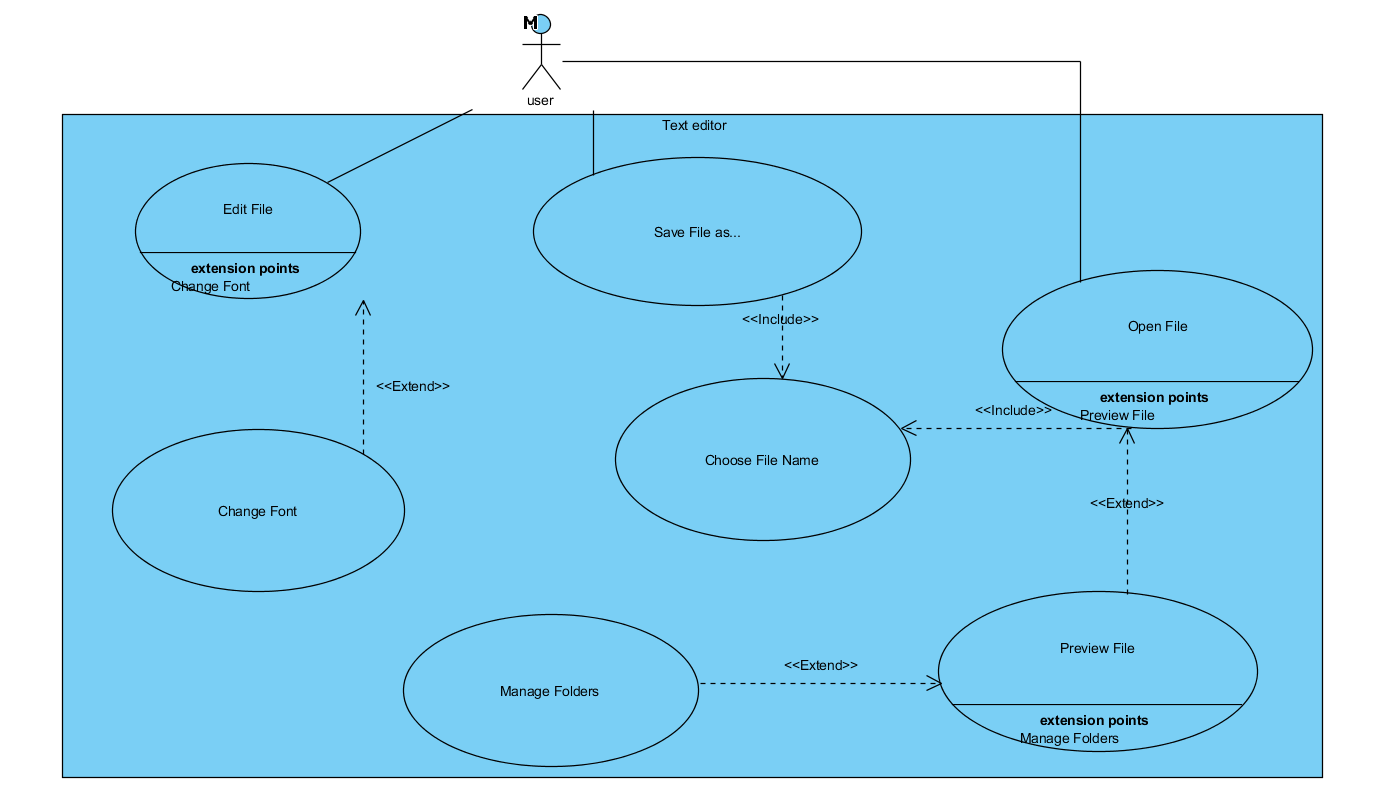 M
user
Text editor
Edit File
extension points
Change Font
Save File as...
<<Include>>
Open File
extension points
Preview File
<<Extend>>
<<Include>>
Choose File Name
Change Font
<<Extend>>
Manage Folders
<<Extend>>
Preview File
extension points
Manage Folders